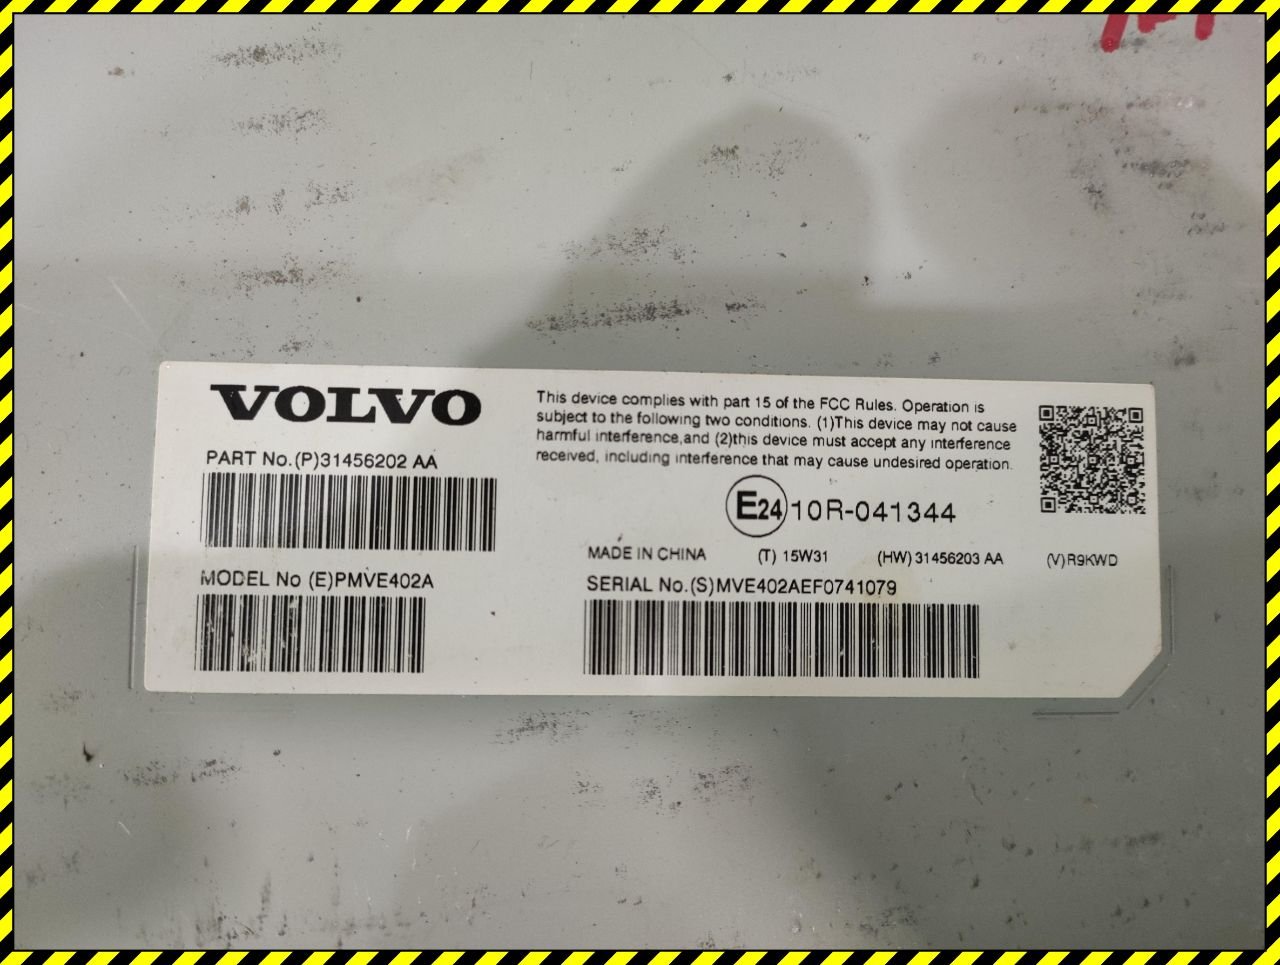 VOLVO
PART No.(P)31456202 AA
MODEL No (E)PMVE402A
This device complies with part 15 of the FCC Rules. Operation is
subject to the following two conditions. (1)This device may not cause
harmful interference,and (2)this device must accept any interference
received, including interference that may cause undesired operation.
E24 10R-041344
MADE IN CHINA (T) 15W31 (HW) 31456203 AA (V) R9KWD
SERIAL No.(S)MVE402AEF0741079